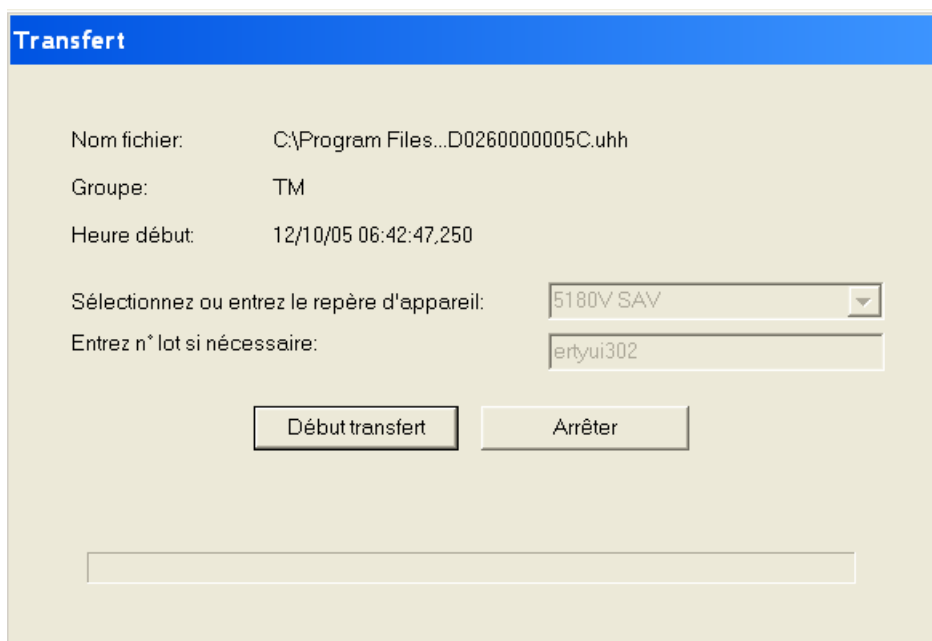 Transfert
Nom fichier: C:\Program Files...D0260000005C.uhh
Groupe: TM
Heure début: 12/10/05 06:42:47,250
Sélectionnez ou entrez le repère d'appareil: 5180V SAV
Entrez n° lot si nécessaire: ertyui302
Début transfert Arrêter